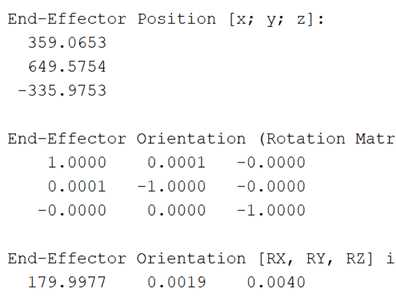 End-Effector Position [x; y; z]:
359.0653
649.5754
-335.9753
End-Effector Orientation (Rotation Matr
1.0000 0.0001 -0.0000
0.0001 -1.0000 -0.0000
-0.0000 0.0000 -1.0000
End-Effector Orientation [RX, RY, RZ] i
179.9977 0.0019 0.0040